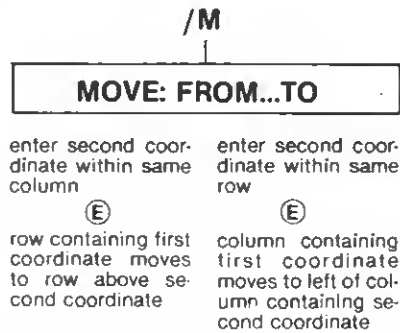 /M
MOVE: FROM...TO
enter second coor-
dinate within same
column
Ⓔ
row containing first
coordinate moves
to row above se-
cond coordinate
enter second coor-
dinate within same
row
Ⓔ
column containing
first coordinate
moves to left of col-
umn containing se-
cond coordinate